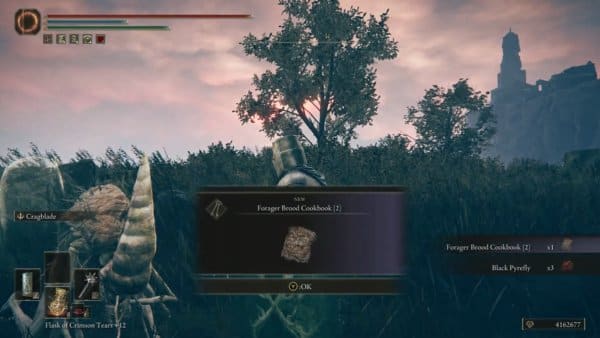 Cragblade
NEW
Forager Brood Cookbook [2]
Y:OK
Forager Brood Cookbook [2] x1
Black Pyrefly x3
Flask of Crimson Tears +12
4162677